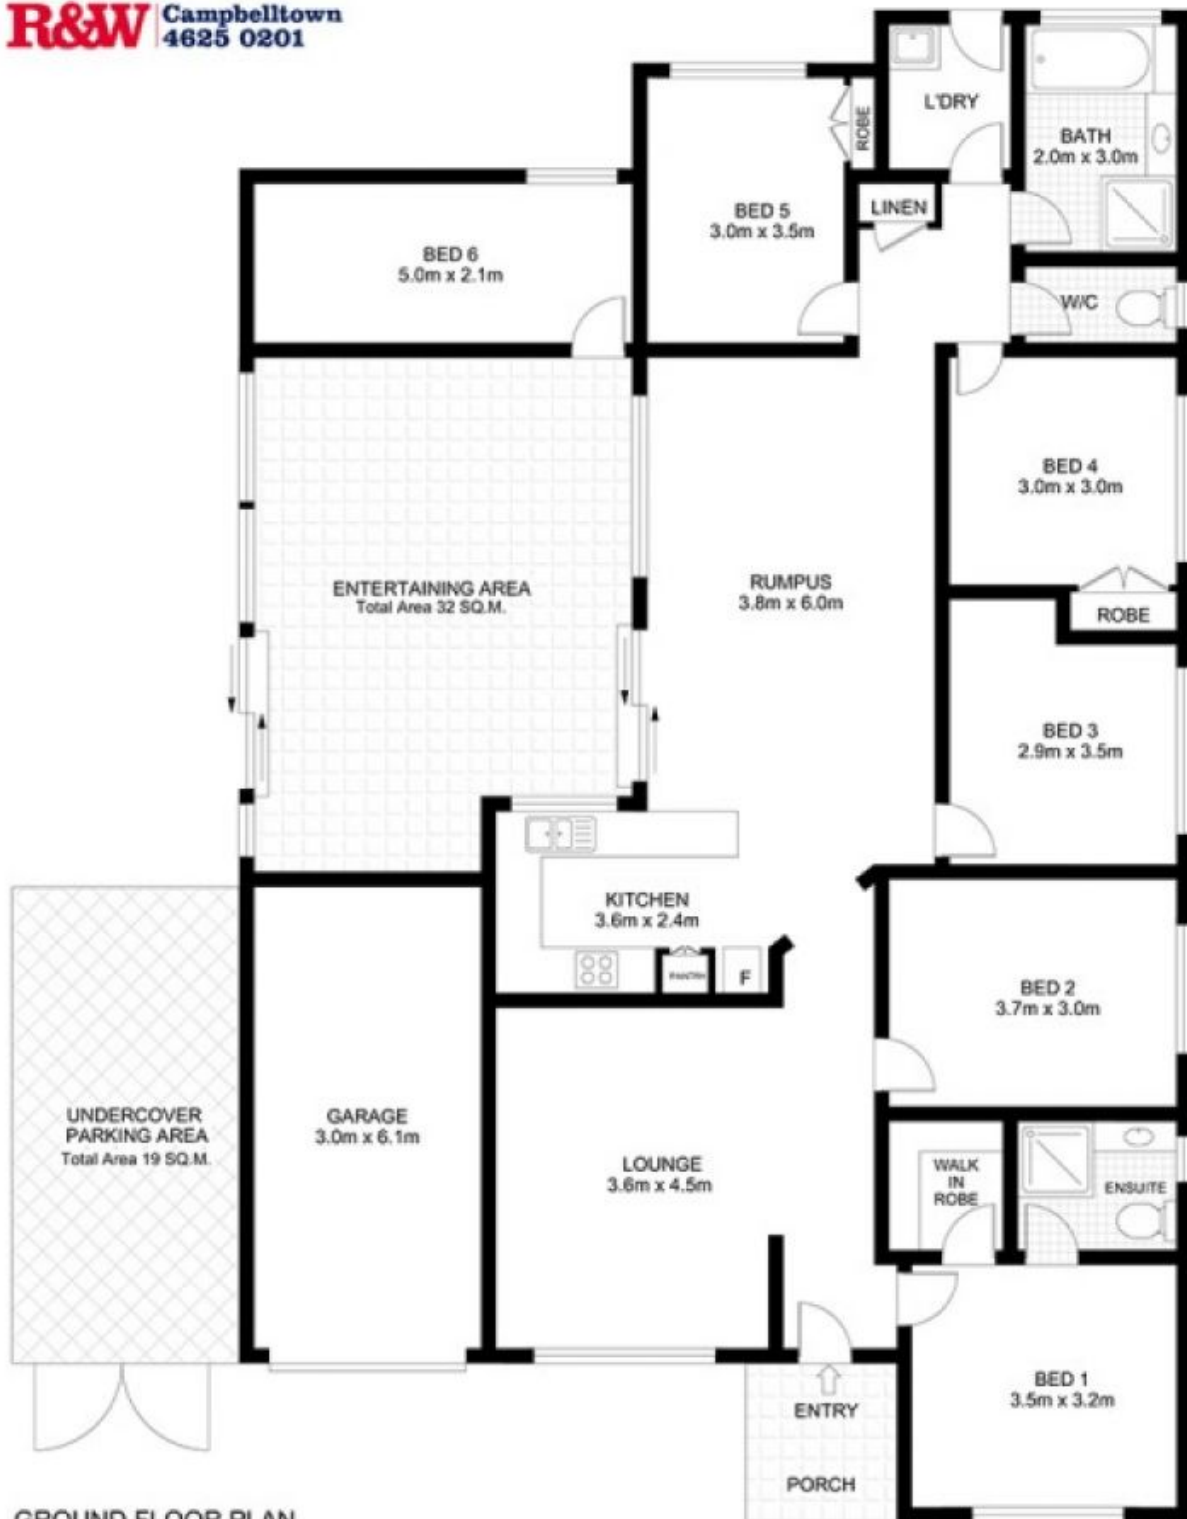 R&W Campbelltown
4625 0201
L'DRY
ROBE
BATH
2.0m x 3.0m
LINEN
BED 5
3.0m x 3.5m
BED 6
5.0m x 2.1m
W/C
BED 4
3.0m x 3.0m
ROBE
ENTERTAINING AREA
Total Area 32 SQ.M.
RUMPUS
3.8m x 6.0m
BED 3
2.9m x 3.5m
KITCHEN
3.6m x 2.4m
PANTRY
F
BED 2
3.7m x 3.0m
UNDERCOVER
PARKING AREA
Total Area 19 SQ.M.
GARAGE
3.0m x 6.1m
LOUNGE
3.6m x 4.5m
WALK
IN
ROBE
ENSUITE
BED 1
3.5m x 3.2m
ENTRY
PORCH
GROUND FLOOR PLAN